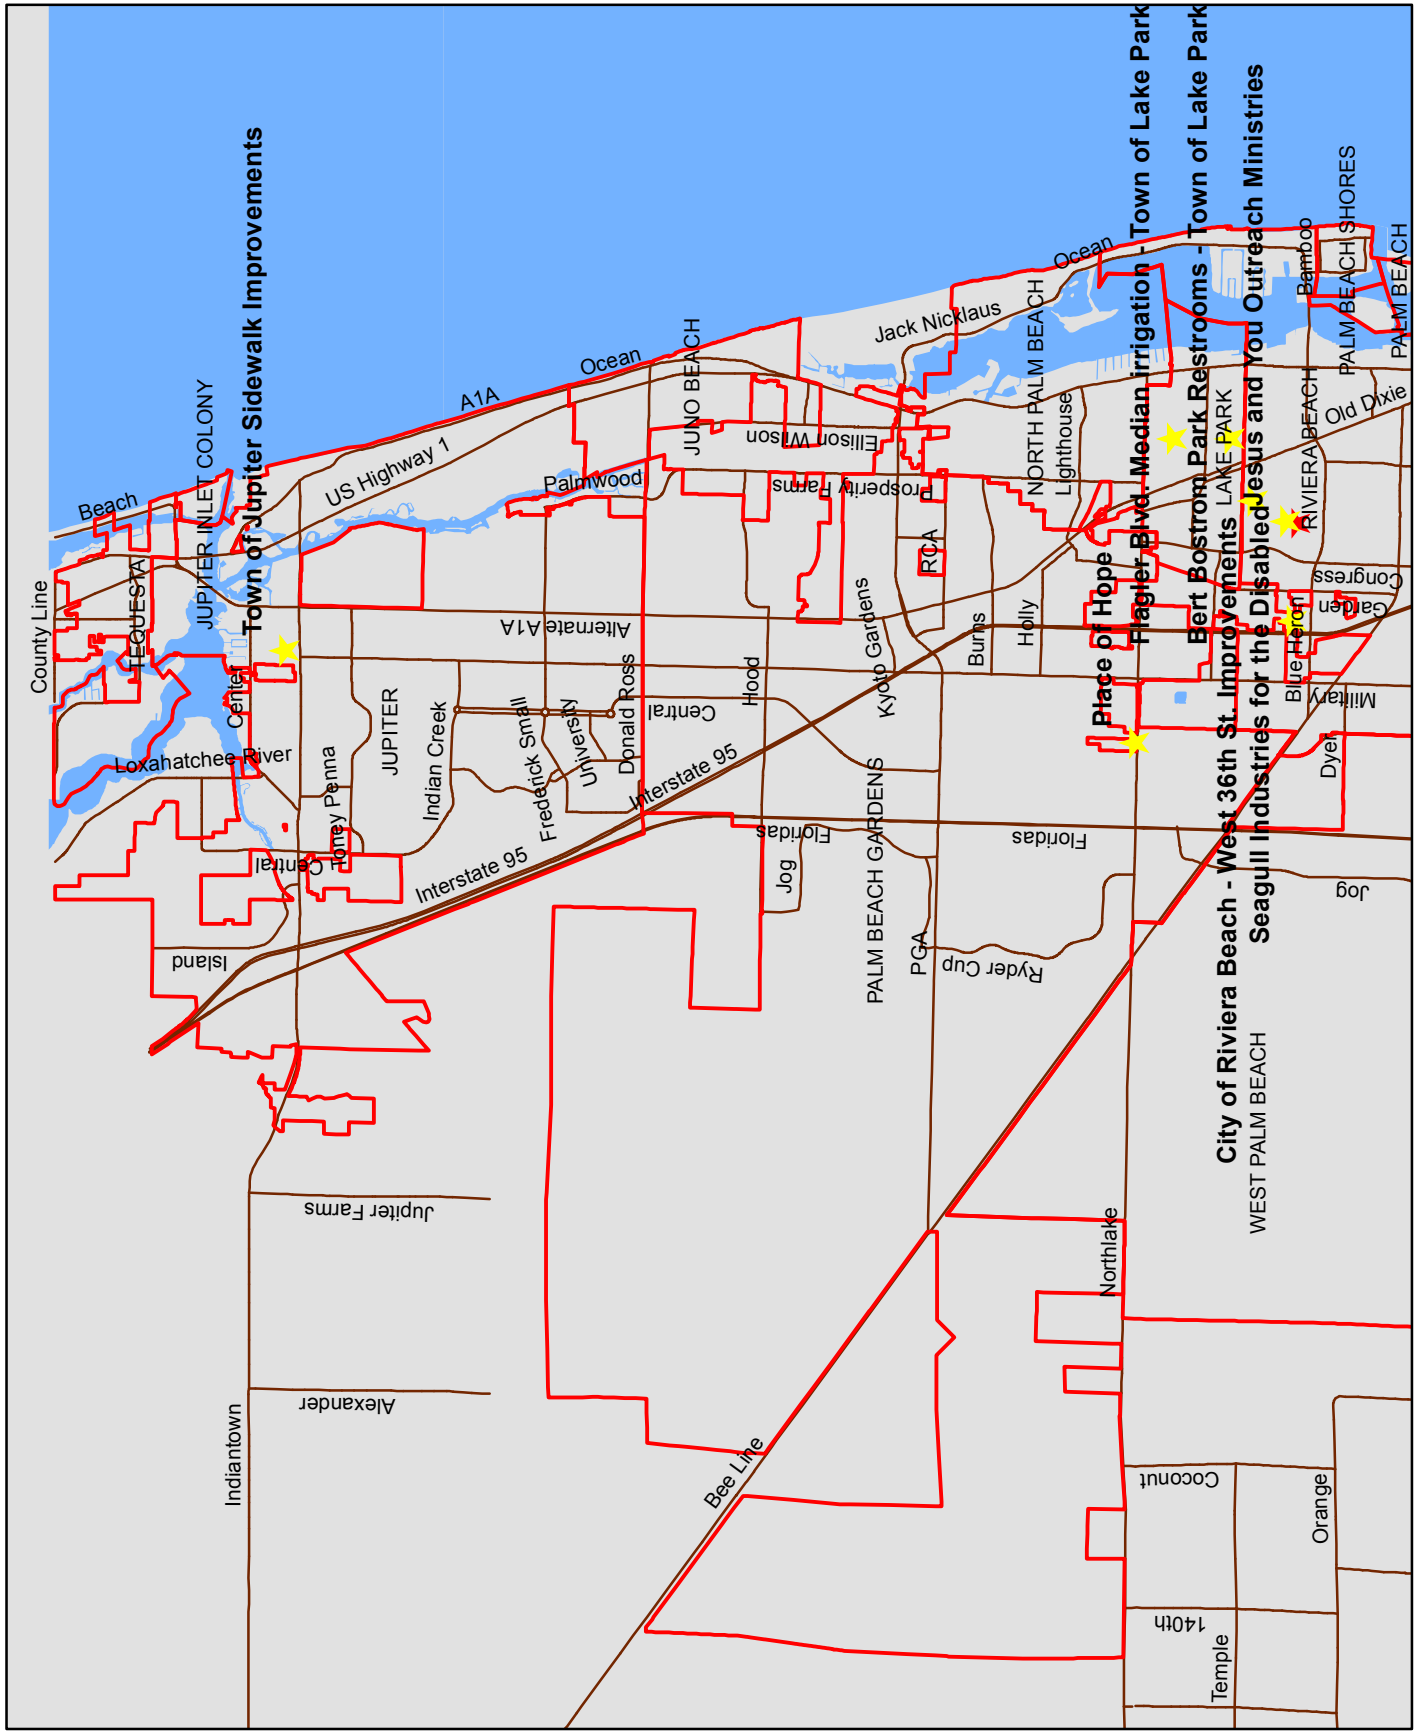 County Line
Beach
TEQUESTA
JUPITER INLET COLONY
Town of Jupiter Sidewalk Improvements
Center
Loxahatchee River
A1A
US Highway 1
Ocean
Toney Penna
JUPITER
Central
Interstate 95
Island
Indian Creek
Alternate A1A
Palmwood
Frederick Small
University
Donald Ross
Central
Interstate 95
JUNO BEACH
Ellison Wilson
Prosperity Farms
Hood
Jack Nicklaus
Ocean
NORTH PALM BEACH
Lighthouse
RCA
Kyoto Gardens
Burns
Holly
Floridas
Jog
PALM BEACH GARDENS
PGA
Ryder Cup
Floridas
Place of Hope
Flagler Blvd. Median irrigation - Town of Lake Park
Bert Bostrom Park Restrooms - Town of Lake Park
LAKE PARK
City of Riviera Beach - West 36th St. Improvements
Seagull Industries for the Disabled
Jesus and You Outreach Ministries
Bamboo
PALM BEACH SHORES
PALM BEACH
RIVIERA BEACH
Old Dixie
Congress
Garden
Blue Heron
Military
Dyer
Jog
WEST PALM BEACH
Indiantown
Jupiter Farms
Alexander
Bee Line
Northlake
Coconut
Orange
140th
Temple